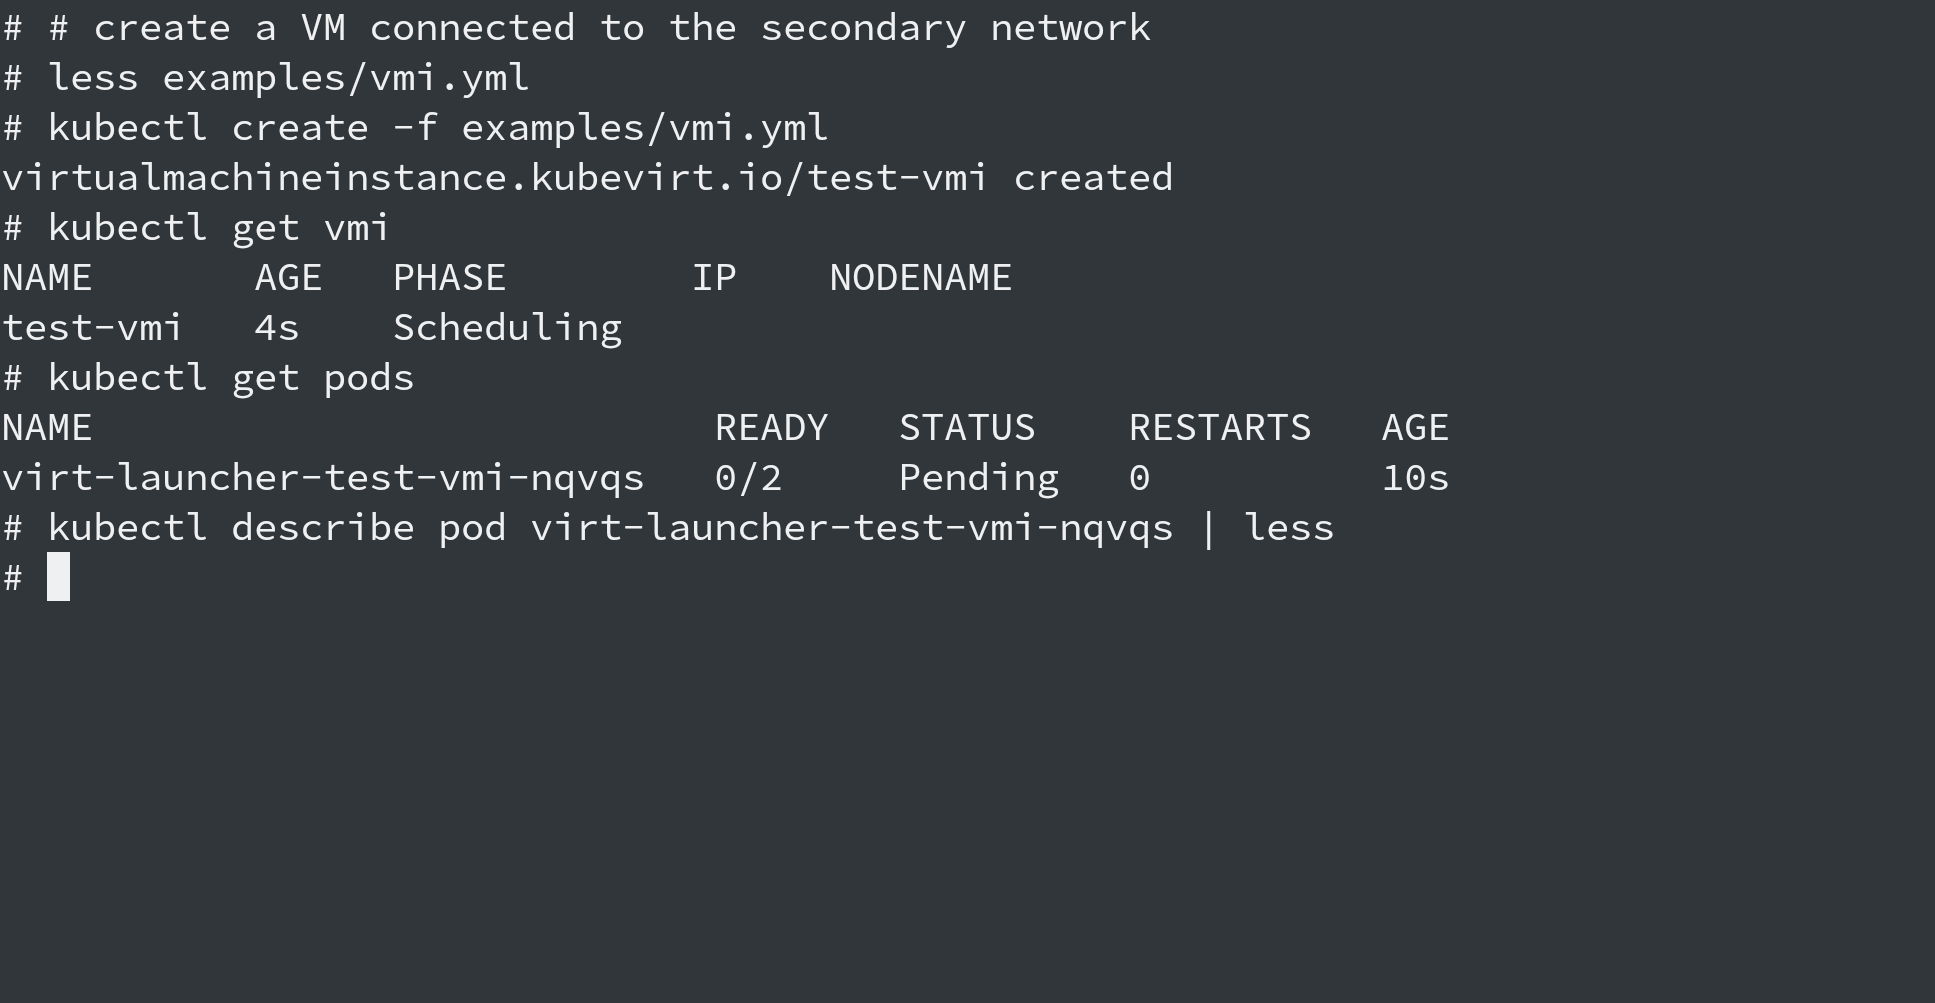 # # create a VM connected to the secondary network
# less examples/vmi.yml
# kubectl create -f examples/vmi.yml
virtualmachineinstance.kubevirt.io/test-vmi created
# kubectl get vmi
NAME       AGE   PHASE        IP    NODENAME
test-vmi   4s    Scheduling
# kubectl get pods
NAME                           READY   STATUS    RESTARTS   AGE
virt-launcher-test-vmi-nqvqs   0/2     Pending   0          10s
# kubectl describe pod virt-launcher-test-vmi-nqvqs | less
#